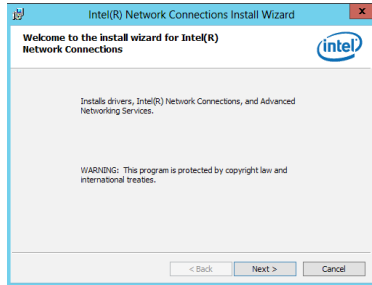 Intel(R) Network Connections Install Wizard
x
Welcome to the install wizard for Intel(R)
Network Connections
intel
Installs drivers, Intel(R) Network Connections, and Advanced
Networking Services.
WARNING: This program is protected by copyright law and
international treaties.
< Back
Next >
Cancel